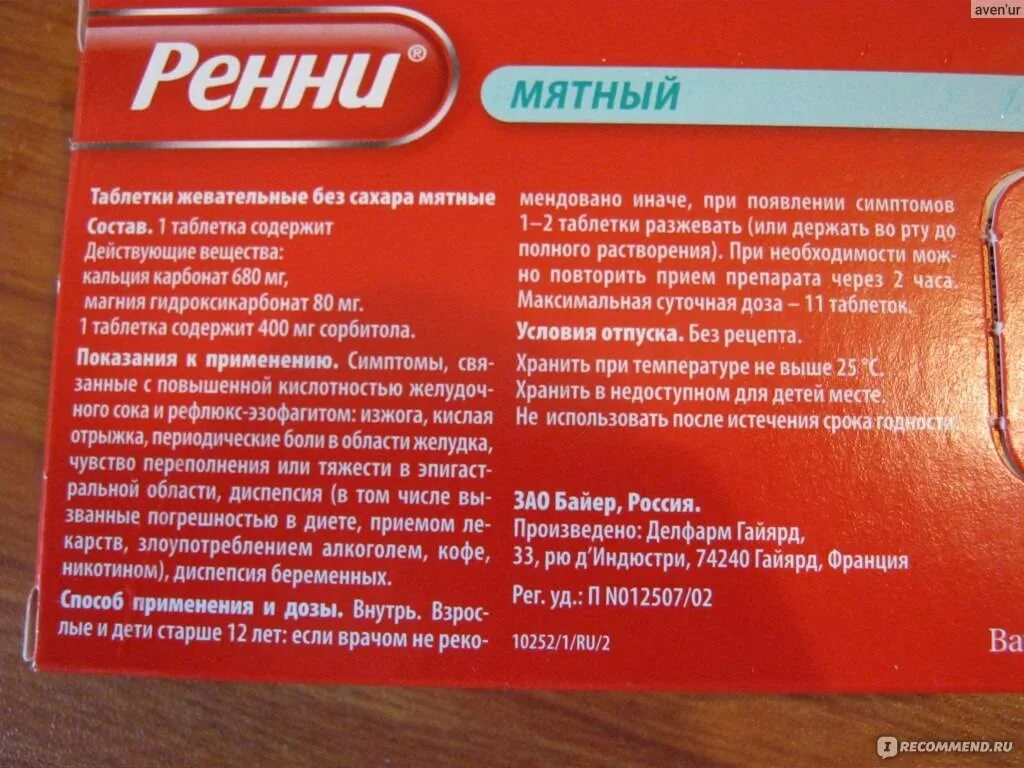 aven'ur
Ренни®
МЯТНЫЙ
Таблетки жевательные без сахара мятные
Состав. 1 таблетка содержит
Действующие вещества:
кальция карбонат 680 мг,
магния гидроксикарбонат 80 мг.
1 таблетка содержит 400 мг сорбитола.
Показания к применению. Симптомы, свя-
занные с повышенной кислотностью желудоч-
ного сока и рефлюкс-эзофагитом: изжога, кислая
отрыжка, периодические боли в области желудка,
чувство переполнения или тяжести в эпигаст-
ральной области, диспепсия (в том числе вы-
званные погрешностью в диете, приемом ле-
карств, злоупотреблением алкоголем, кофе,
никотином), диспепсия беременных.
Способ применения и дозы. Внутрь. Взрос-
лые и дети старше 12 лет: если врачом не реко-
мендовано иначе, при появлении симптомов
1–2 таблетки разжевать (или держать во рту до
полного растворения). При необходимости мож-
но повторить прием препарата через 2 часа.
Максимальная суточная доза – 11 таблеток.
Условия отпуска. Без рецепта.
Хранить при температуре не выше 25 °С.
Хранить в недоступном для детей месте.
Не использовать после истечения срока годности.
ЗАО Байер, Россия.
Произведено: Делфарм Гайярд,
33, рю д'Индюстри, 74240 Гайярд, Франция
Рег. уд.: П N012507/02
10252/1/RU/2
Ba
IRECOMMEND.RU